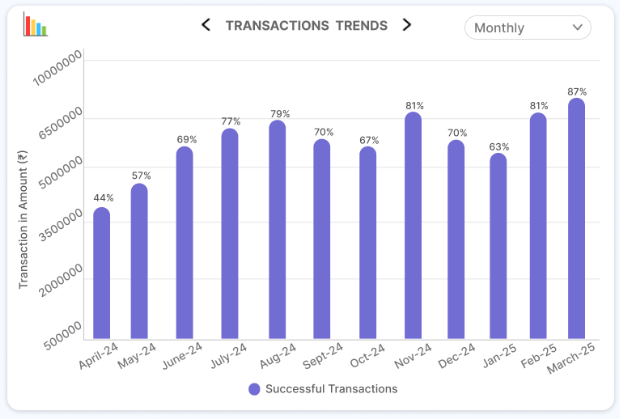 TRANSACTIONS TRENDS
Monthly
Transaction in Amount (₹)
10000000
6500000
5000000
3500000
2000000
500000
44%
57%
69%
77%
79%
70%
67%
81%
70%
63%
81%
87%
April-24
May-24
June-24
July-24
Aug-24
Sept-24
Oct-24
Nov-24
Dec-24
Jan-25
Feb-25
March-25
Successful Transactions